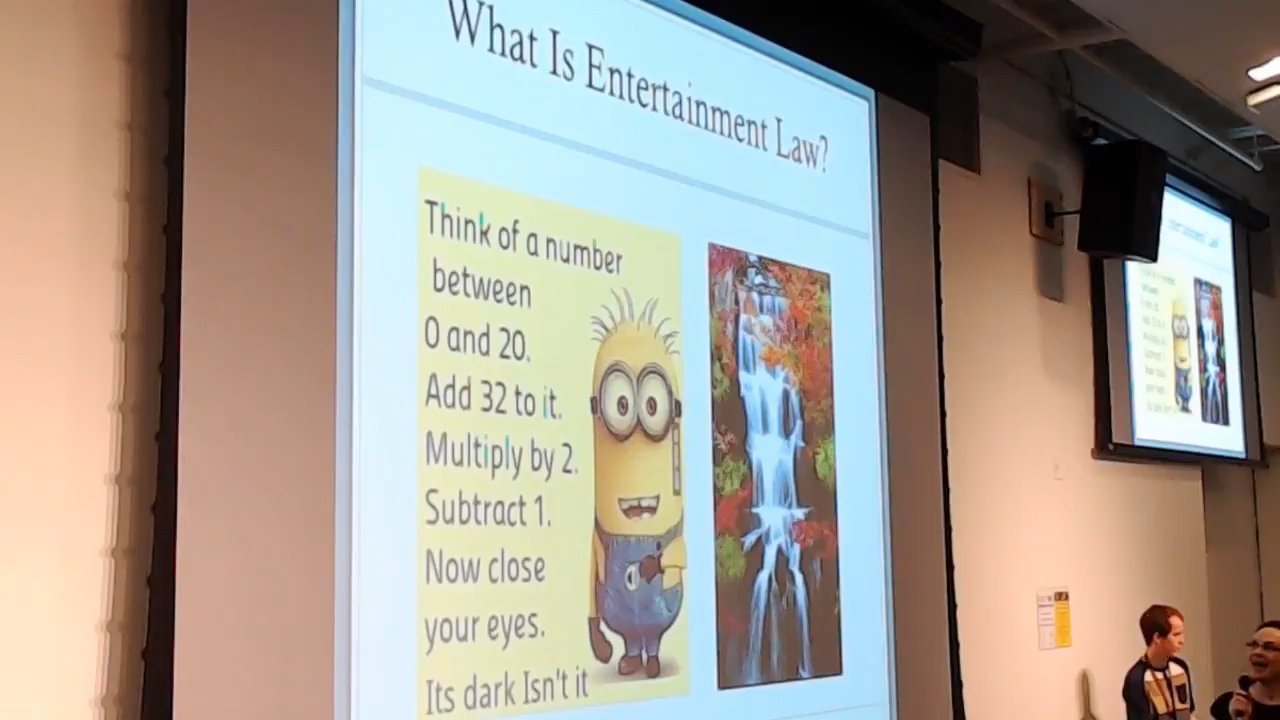 What Is Entertainment Law?
Think of a number
between
0 and 20.
Add 32 to it.
Multiply by 2.
Subtract 1.
Now close
your eyes.
Its dark Isn't it